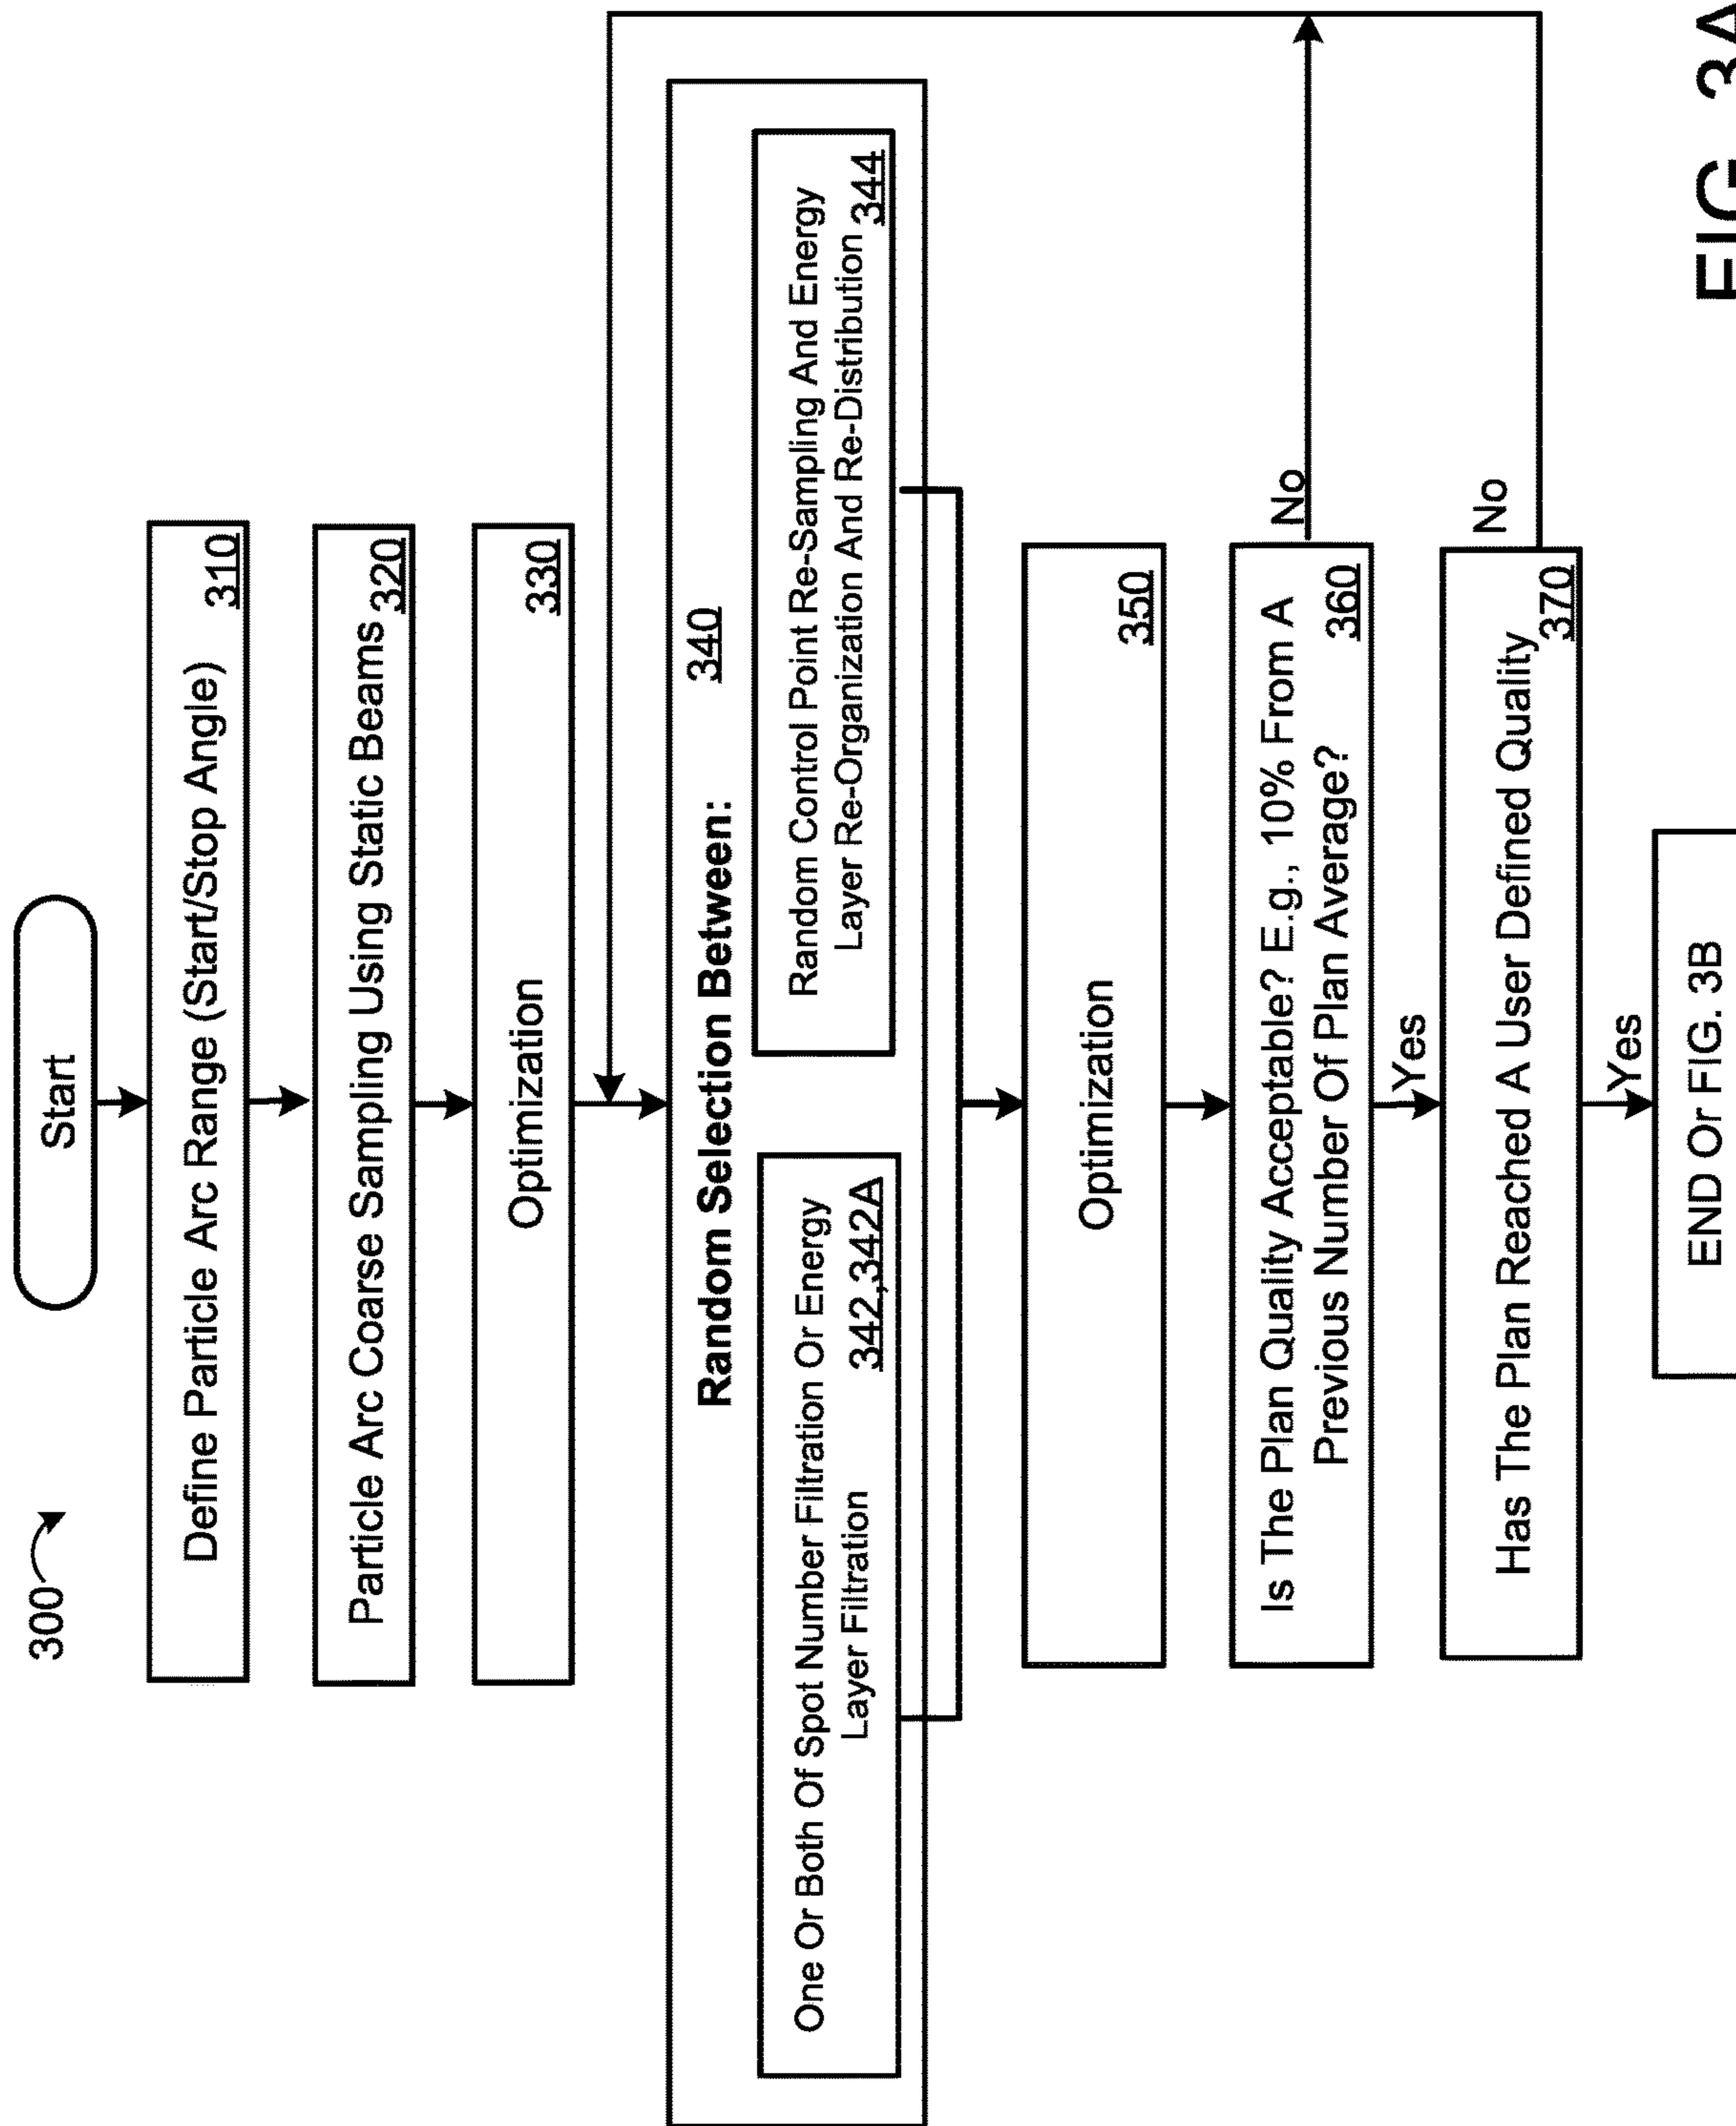 300
Start
Define Particle Arc Range (Start/Stop Angle) 310
Particle Arc Coarse Sampling Using Static Beams 320
Optimization 330
Random Selection Between: 340
One Or Both Of Spot Number Filtration Or Energy
Layer Filtration 342,342A
Random Control Point Re-Sampling And Energy
Layer Re-Organization And Re-Distribution 344
Optimization 350
Is The Plan Quality Acceptable? E.g., 10% From A
Previous Number Of Plan Average? 360
No
Yes
Has The Plan Reached A User Defined Quality
370
No
Yes
END Or FIG. 3B
FIG. 3A